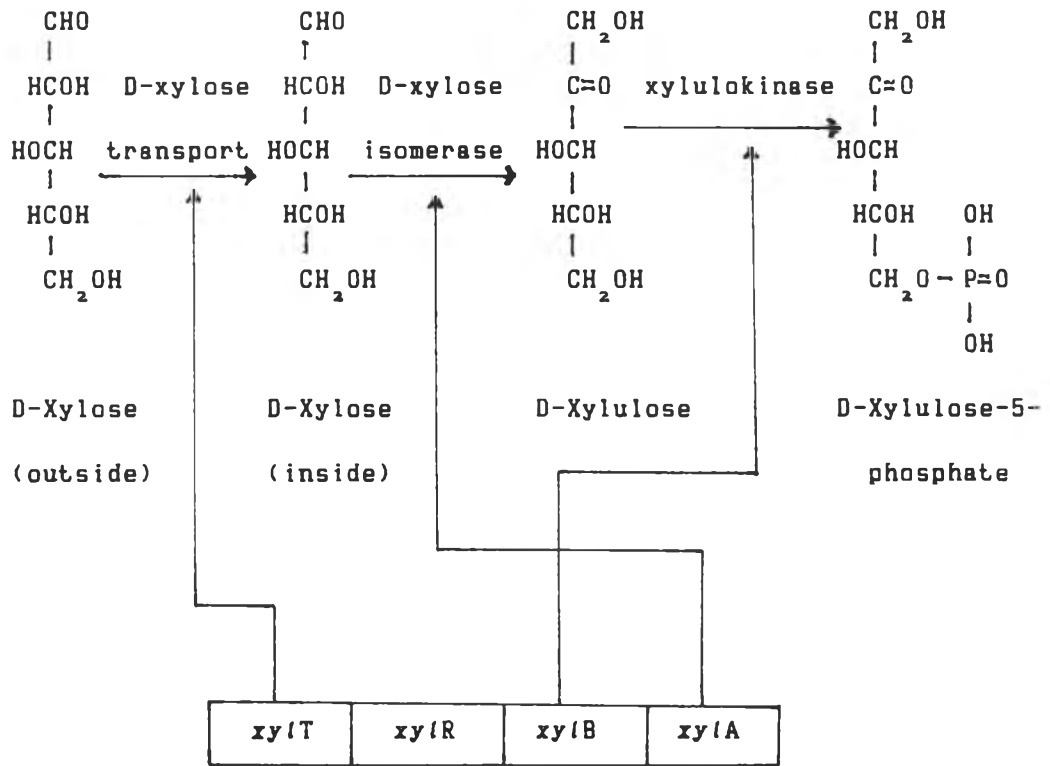 CHO CHO CH2OH CH2OH
HCOH D-xylose HCOH D-xylose C=O xylulokinase C=O
HOCH transport HOCH isomerase HOCH HOCH
HCOH HCOH HCOH HCOH OH
CH2OH CH2OH CH2OH CH2O - P=O
OH
D-Xylose D-Xylose D-Xylulose D-Xylulose-5-
(outside) (inside) phosphate
xylT xylR xylB xylA